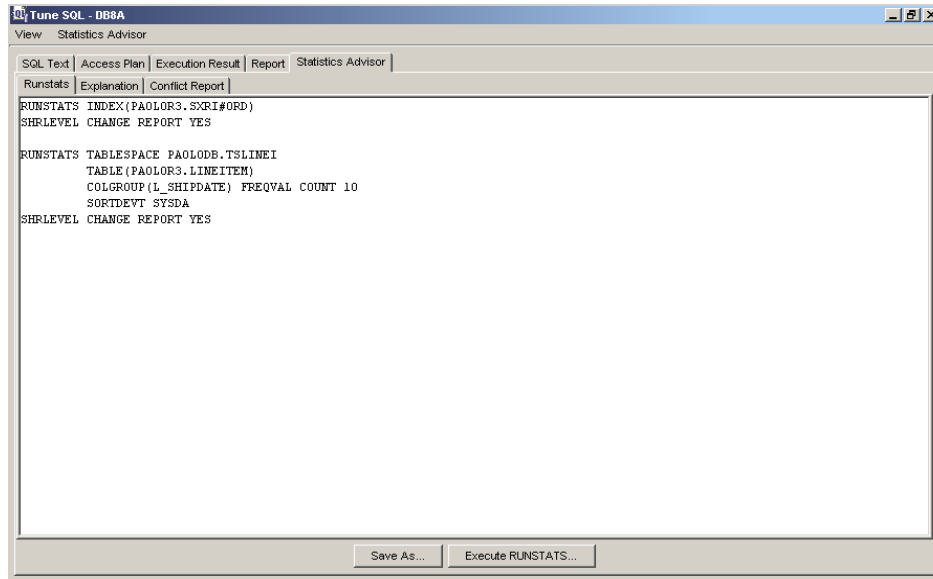 Tune SQL - DB8A
View Statistics Advisor
SQL Text Access Plan Execution Result Report Statistics Advisor
Runstats Explanation Conflict Report
RUNSTATS INDEX(PAOLOR3.SXRI#ORD)
SHRLEVEL CHANGE REPORT YES
RUNSTATS TABLESPACE PAOLODB.TSLINEI
TABLE(PAOLOR3.LINEITEM)
COLGROUP(L_SHIPDATE) FREQVAL COUNT 10
SORTDEVT SYSDA
SHRLEVEL CHANGE REPORT YES
Save As... Execute RUNSTATS...